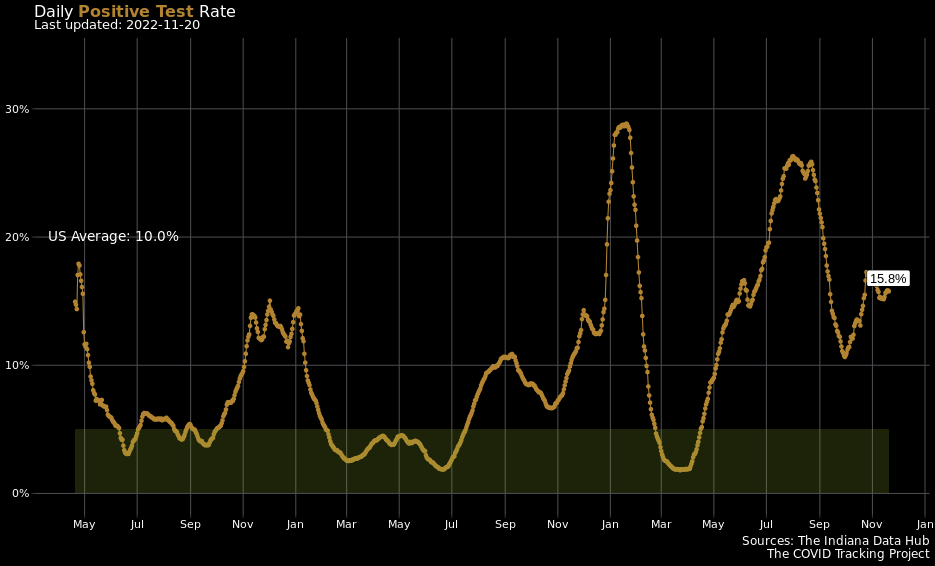 Daily Positive Test Rate
Last updated: 2022-11-20
30%
20%
US Average: 10.0%
15.8%
10%
0%
May Jul Sep Nov Jan Mar May Jul Sep Nov Jan Mar May Jul Sep Nov Jan
Sources: The Indiana Data Hub
The COVID Tracking Project